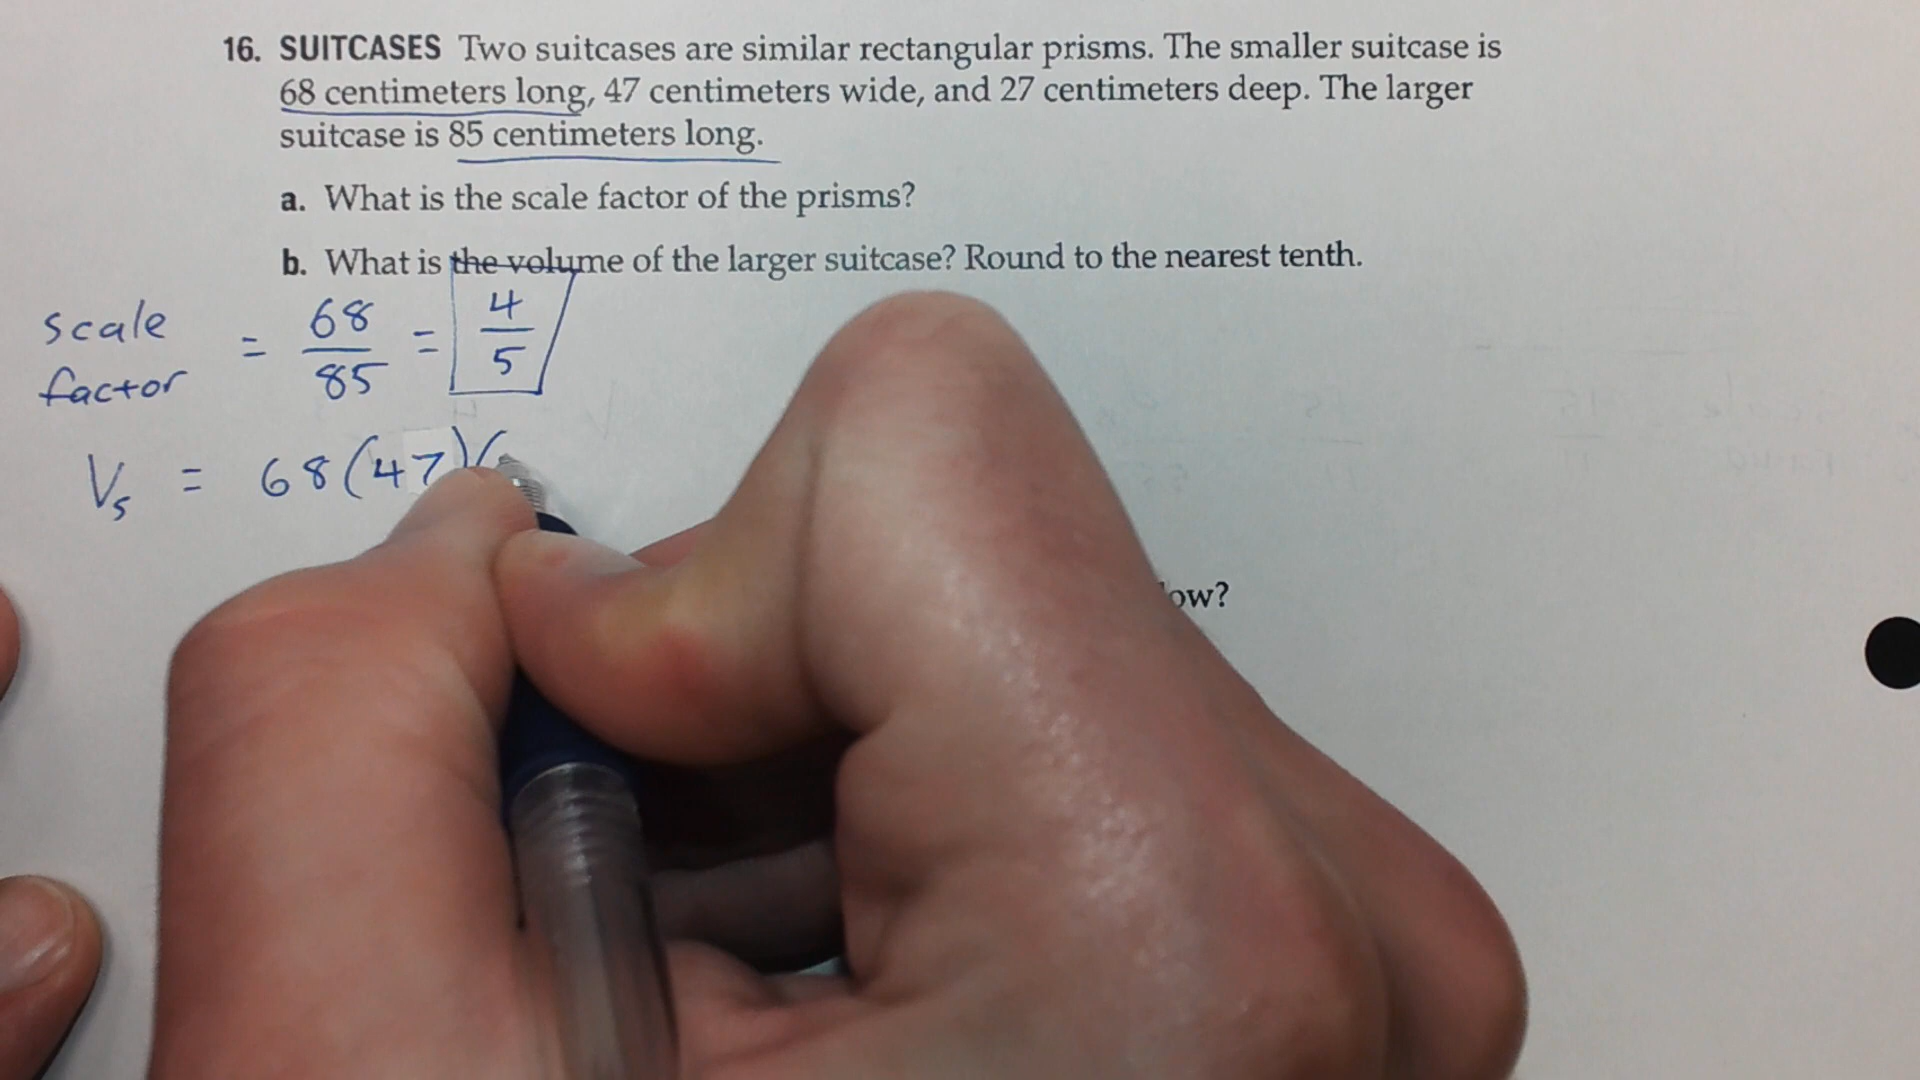 16. SUITCASES Two suitcases are similar rectangular prisms. The smaller suitcase is
68 centimeters long, 47 centimeters wide, and 27 centimeters deep. The larger
suitcase is 85 centimeters long.
a. What is the scale factor of the prisms?
b. What is the volume of the larger suitcase? Round to the nearest tenth.
scale factor = 68/85 = 4/5
Vs = 68(47)(
ow?